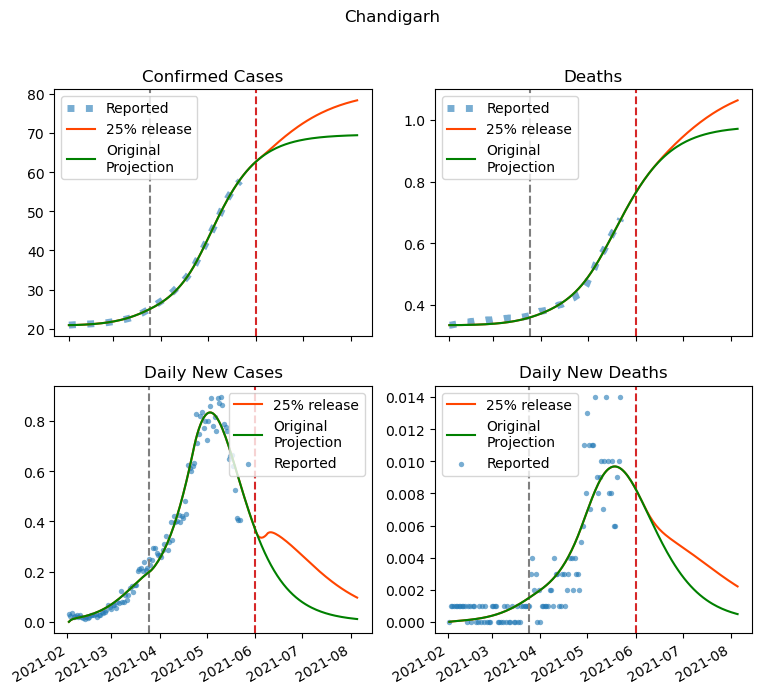 Chandigarh
Confirmed Cases
80
70
60
50
40
30
20
Reported
25% release
Original
Projection
Deaths
1.0
0.8
0.6
0.4
Reported
25% release
Original
Projection
Daily New Cases
0.8
0.6
0.4
0.2
0.0
25% release
Original
Projection
Reported
2021-02
2021-03
2021-04
2021-05
2021-06
2021-07
2021-08
Daily New Deaths
0.014
0.012
0.010
0.008
0.006
0.004
0.002
0.000
25% release
Original
Projection
Reported
2021-02
2021-03
2021-04
2021-05
2021-06
2021-07
2021-08